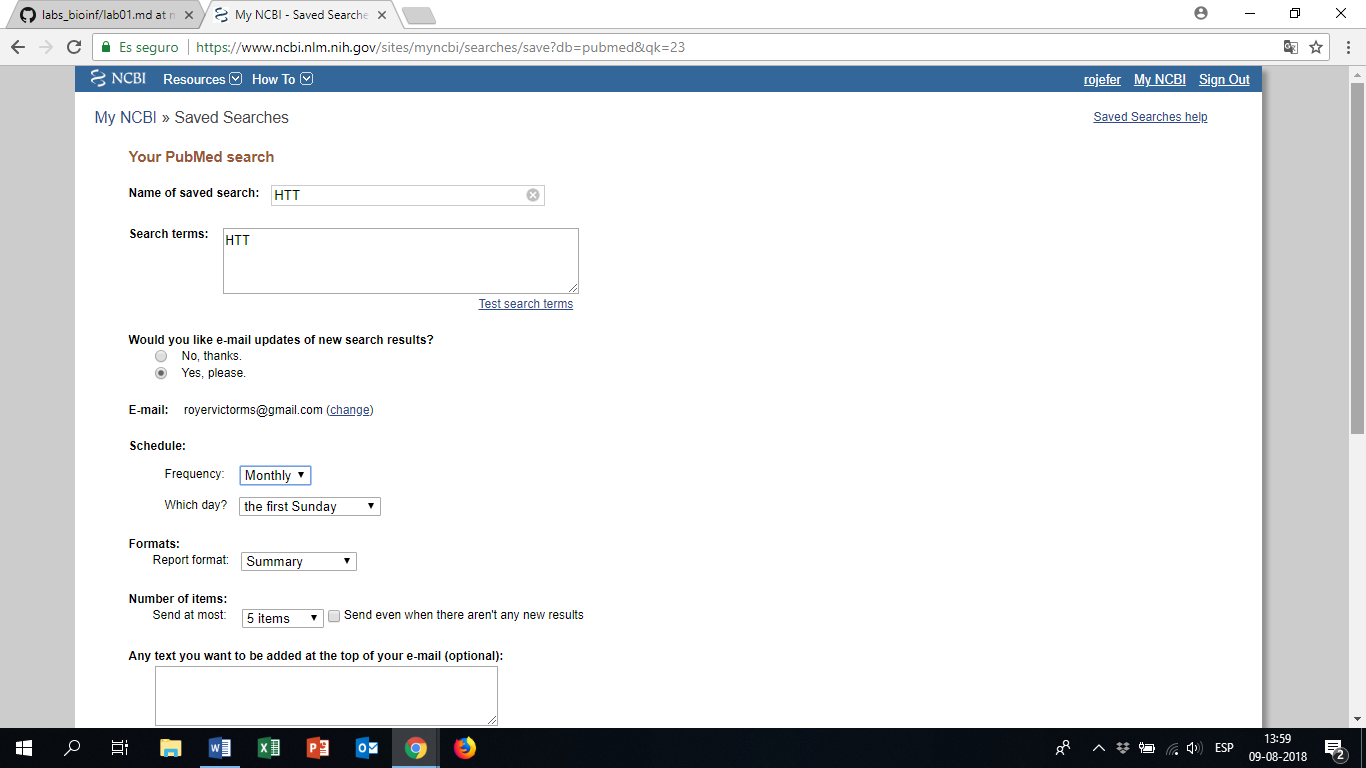 labs_bioinf/lab01.md at n
My NCBI - Saved Searche
Es seguro
https://www.ncbi.nlm.nih.gov/sites/myncbi/searches/save?db=pubmed&qk=23
NCBI Resources How To
rojefer My NCBI Sign Out
My NCBI » Saved Searches
Saved Searches help
Your PubMed search
Name of saved search: HTT
Search terms: HTT
Test search terms
Would you like e-mail updates of new search results?
No, thanks.
Yes, please.
E-mail: royervictorms@gmail.com (change)
Schedule:
Frequency: Monthly
Which day? the first Sunday
Formats:
Report format: Summary
Number of items:
Send at most: 5 items Send even when there aren't any new results
Any text you want to be added at the top of your e-mail (optional):
ESP
13:59
09-08-2018
2